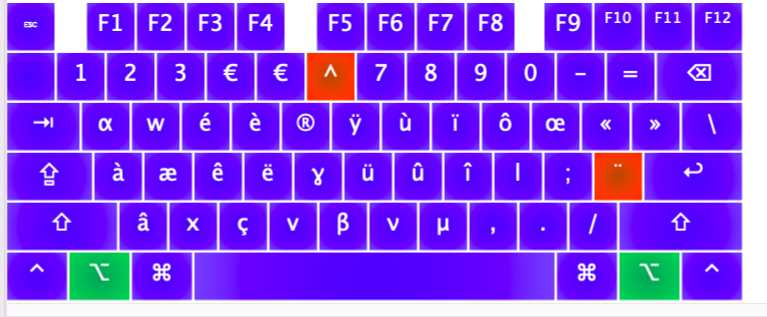 esc F1 F2 F3 F4 F5 F6 F7 F8 F9 F10 F11 F12
1 2 3 € € ^ 7 8 9 0 - = ⌫
⇥ α w é è ® ÿ ù ï ô œ « » \
⇪ à æ ê ë ɣ ü û î l ; ¨ ↩
⇧ â x ç v β ν μ , . / ⇧
^ ⌥ ⌘ ⌘ ⌥ ^